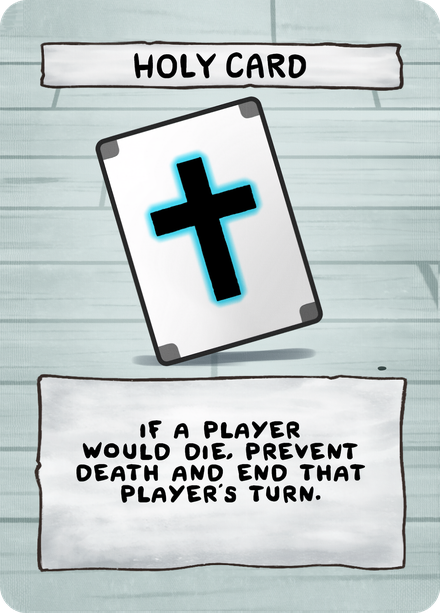 HOLY CARD
IF A PLAYER
WOULD DIE, PREVENT
DEATH AND END THAT
PLAYER'S TURN.